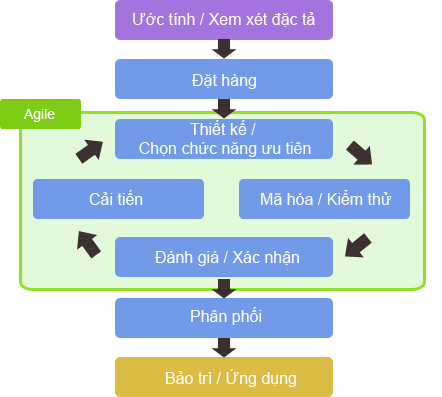 Ước tính / Xem xét đặc tả
Đặt hàng
Agile
Thiết kế /
Chọn chức năng ưu tiên
Cải tiến
Mã hóa / Kiểm thử
Đánh giá / Xác nhận
Phân phối
Bảo trì / Ứng dụng